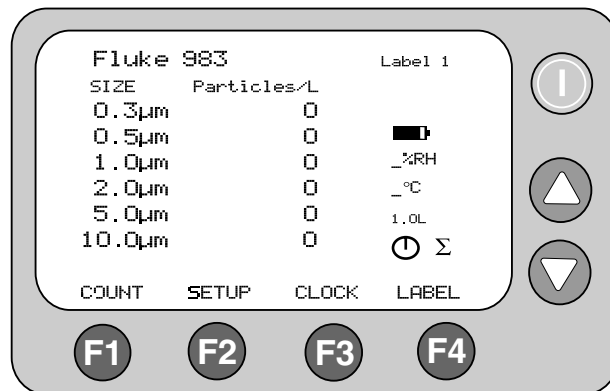 Fluke 983 Label 1
SIZE Particles/L
0.3µm 0
0.5µm 0
1.0µm 0
_%RH
2.0µm 0
_°C
5.0µm 0
1.0L
10.0µm 0
Σ
COUNT SETUP CLOCK LABEL
F1 F2 F3 F4